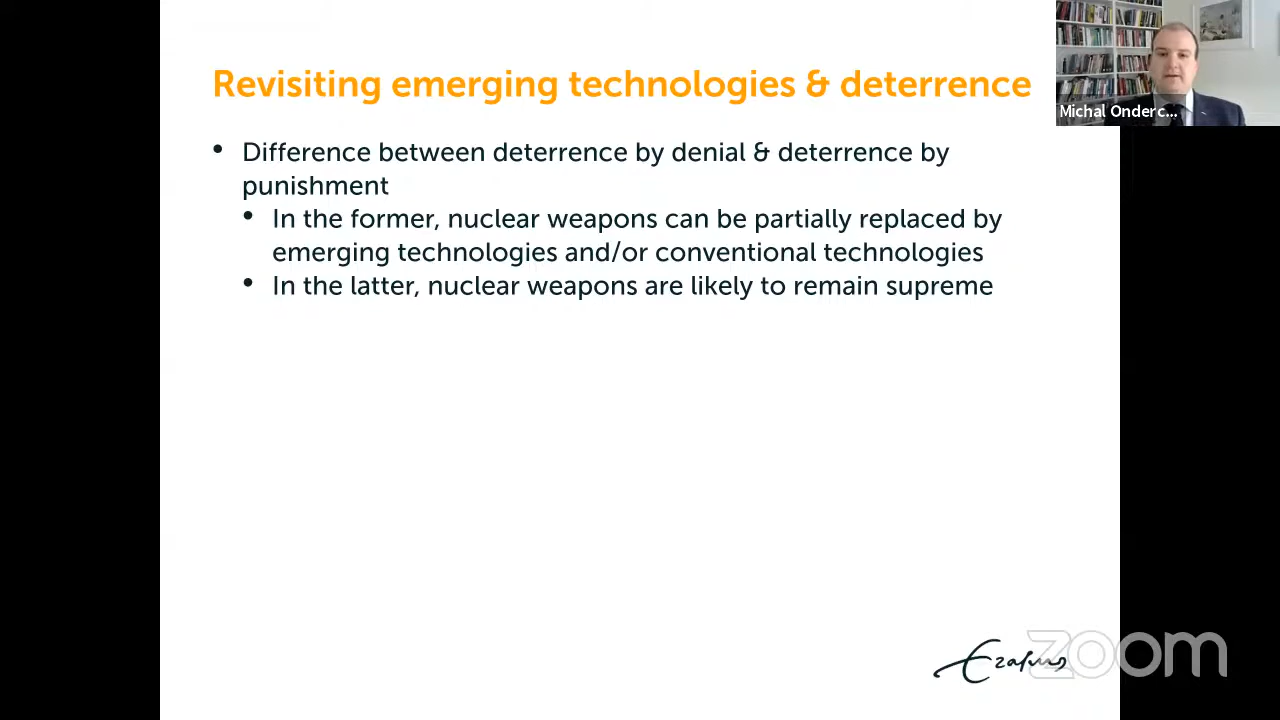 Revisiting emerging technologies & deterrence
Michal Onderc...
• Difference between deterrence by denial & deterrence by
punishment
• In the former, nuclear weapons can be partially replaced by
emerging technologies and/or conventional technologies
• In the latter, nuclear weapons are likely to remain supreme
Erasmus
zoom